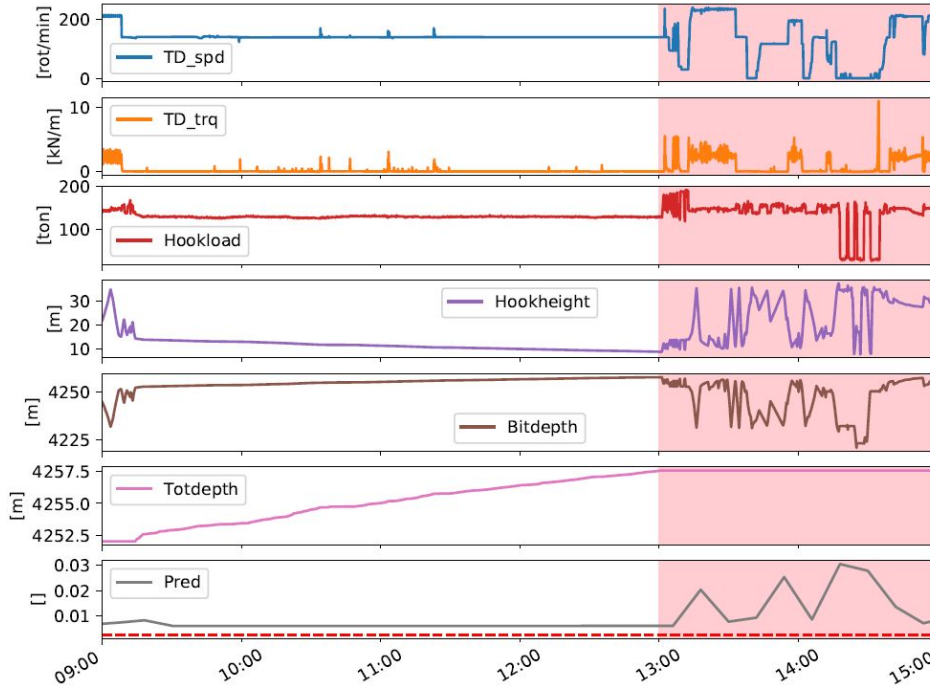 200
0
[rot/min]
TD_spd
10
0
[kN/m]
TD_trq
200
100
[ton]
Hookload
30
20
10
[m]
Hookheight
4250
4225
[m]
Bitdepth
4257.5
4255.0
4252.5
[m]
Totdepth
0.03
0.02
0.01
[]
Pred
09:00
10:00
11:00
12:00
13:00
14:00
15:00